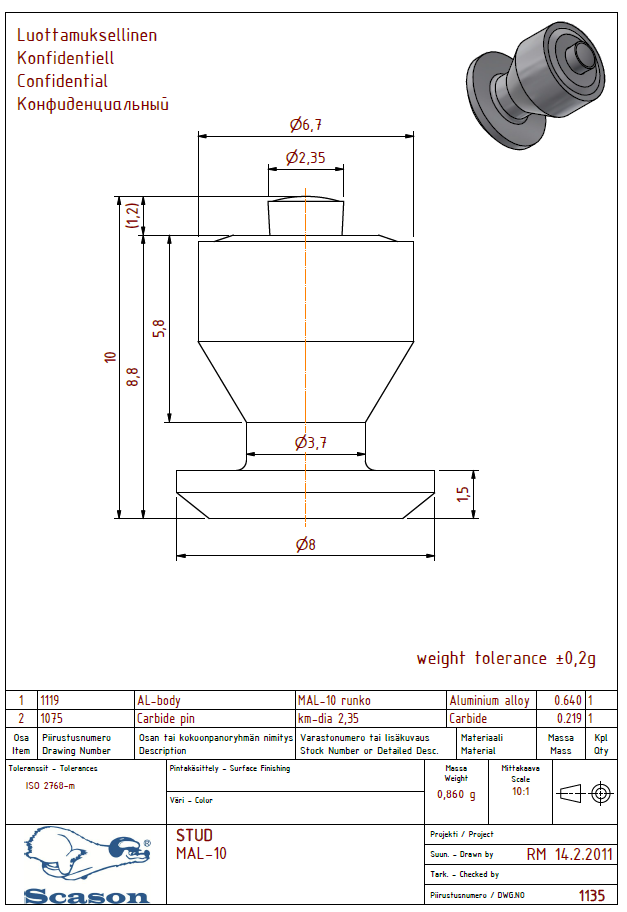 Luottamuksellinen
Konfidentiell
Confidential
Конфиденциальный
Ø6,7
Ø2,35
(1,2)
5,8
10
8,8
Ø3,7
1,5
Ø8
weight tolerance ±0,2g
1 1119 AL-body MAL-10 runko Aluminium alloy 0.640 1
2 1075 Carbide pin km-dia 2,35 Carbide 0.219 1
Osa Piirustusnumero Osan tai kokoonpanoryhmän nimitys Varastonumero tai lisäkuvaus Materiaali Massa Kpl
Item Drawing Number Description Stock Number or Detailed Desc. Material Mass Qty
Toleranssit - Tolerances
ISO 2768-m
Pintakäsittely - Surface Finishing
Väri - Color
Massa
Weight
0,860 g
Mittakaava
Scale
10:1
®
Scason
STUD
MAL-10
Projekti / Project
Suun. - Drawn by RM 14.2.2011
Tark. - Checked by
Piirustusnumero / DWG.NO 1135